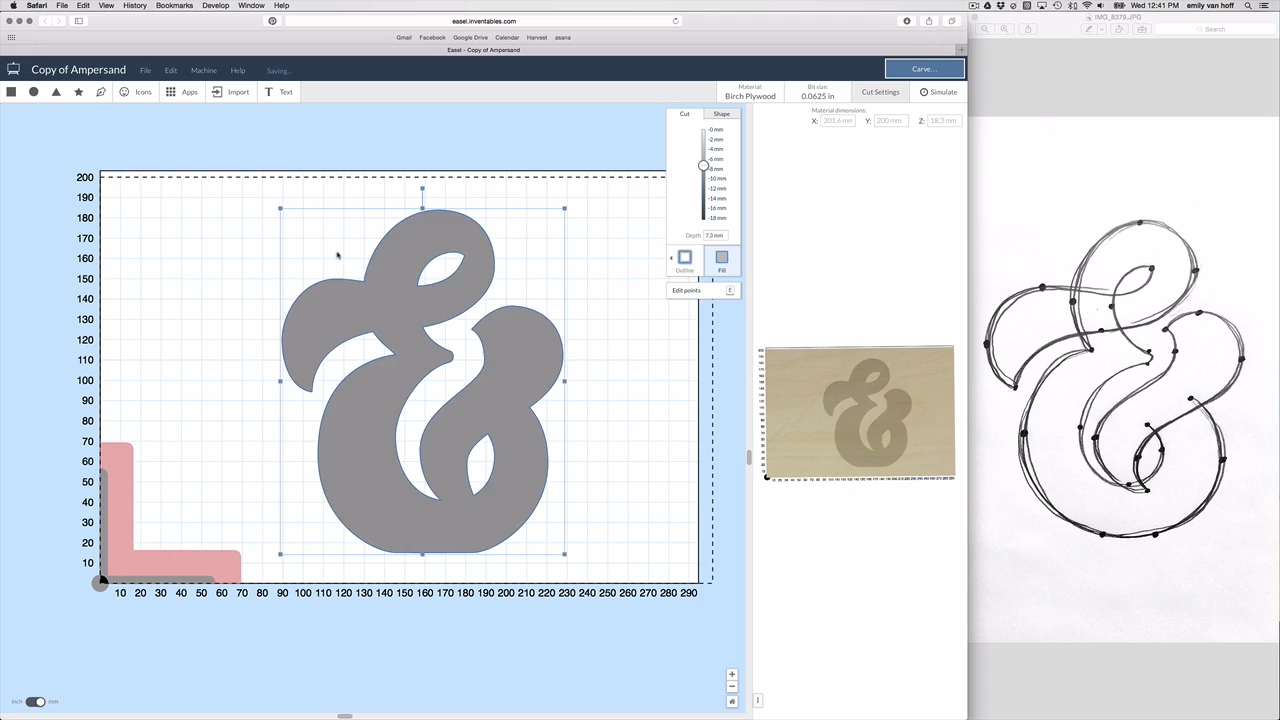 Safari File Edit View History Bookmarks Develop Window Help
Wed 12:41 PM emily van hoff
easel.inventables.com
IMG_8379.JPG
Search
Gmail Facebook Google Drive Calendar Harvest asana
Easel - Copy of Ampersand
Copy of Ampersand File Edit Machine Help Saving...
Carve...
Icons Apps Import Text
Material:
Birch Plywood
Bit size:
0.0625 in
Cut Settings
Simulate
Material dimensions:
X: 301.6 mm Y: 200 mm Z: 18.3 mm
Cut Shape
-0 mm
-2 mm
-4 mm
-6 mm
-8 mm
-10 mm
-12 mm
-14 mm
-16 mm
-18 mm
Depth 7.3 mm
Outline Fill
Edit points E
200
190
180
170
160
150
140
130
120
110
100
90
80
70
60
50
40
30
20
10
10 20 30 40 50 60 70 80 90 100 110 120 130 140 150 160 170 180 190 200 210 220 230 240 250 260 270 280 290
inch mm